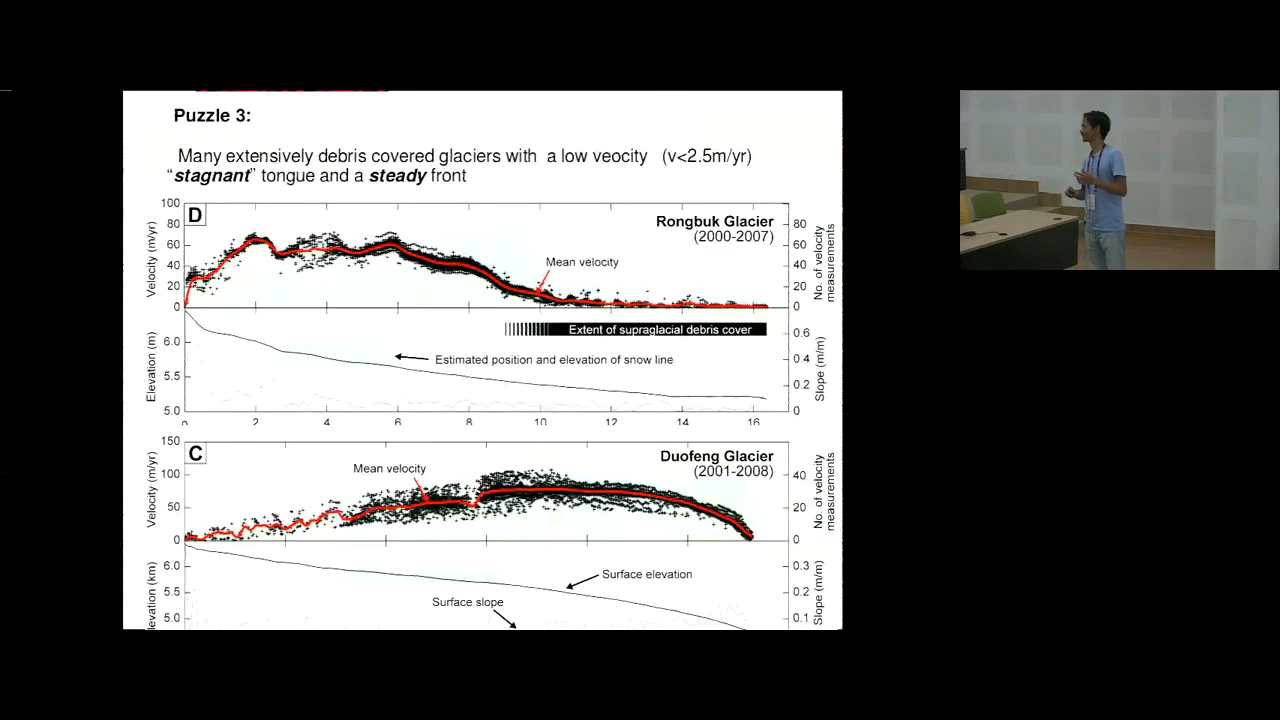 Puzzle 3:
Many extensively debris covered glaciers with a low veocity (v<2.5m/yr)
“stagnant” tongue and a steady front
D
Rongbuk Glacier
(2000-2007)
Mean velocity
Velocity (m/yr)
100
80
60
40
20
0
No. of velocity measurements
80
60
40
20
0
Extent of supraglacial debris cover
Estimated position and elevation of snow line
Elevation (m)
6.0
5.5
5.0
Slope (m/m)
0.6
0.4
0.2
0
0 2 4 6 8 10 12 14 16
C
Duofeng Glacier
(2001-2008)
Mean velocity
Velocity (m/yr)
150
100
50
0
No. of velocity measurements
40
20
0
Surface elevation
Surface slope
levation (km)
6.0
5.5
5.0
Slope (m/m)
0.3
0.2
0.1